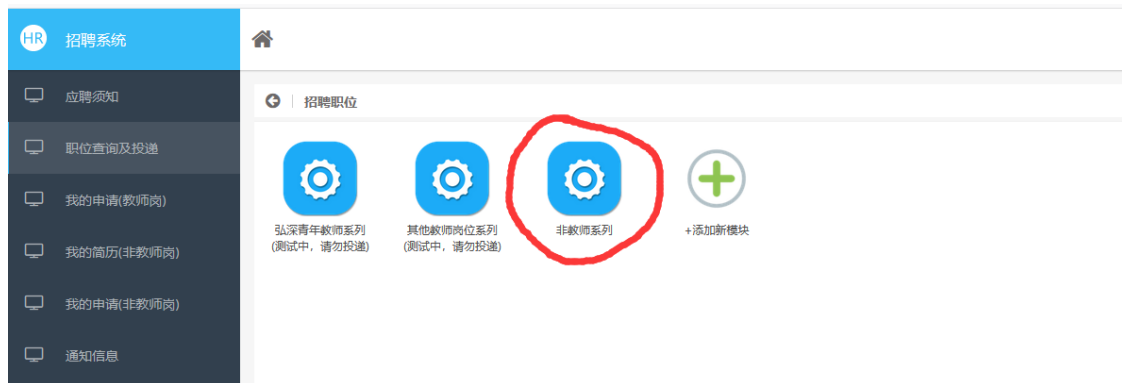 HR 招聘系统
应聘须知
职位查询及投递
我的申请(教师岗)
我的简历(非教师岗)
我的申请(非教师岗)
通知信息
招聘职位
弘深青年教师系列
(测试中，请勿投递)
其他教师岗位系列
(测试中，请勿投递)
非教师系列
+添加新模块